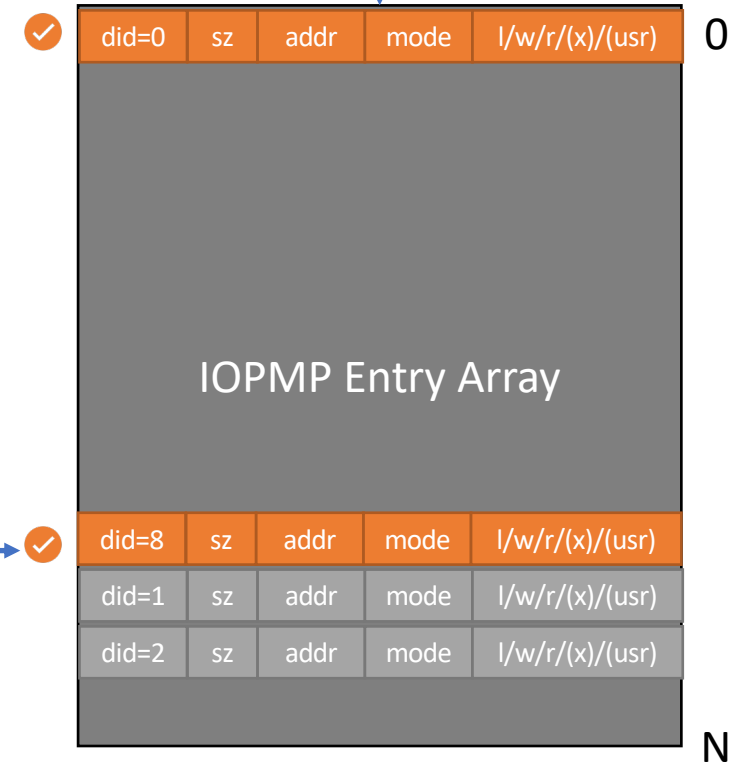 did=0 sz addr mode l/w/r/(x)/(usr) 0
IOPMP Entry Array
did=8 sz addr mode l/w/r/(x)/(usr)
did=1 sz addr mode l/w/r/(x)/(usr)
did=2 sz addr mode l/w/r/(x)/(usr)
N